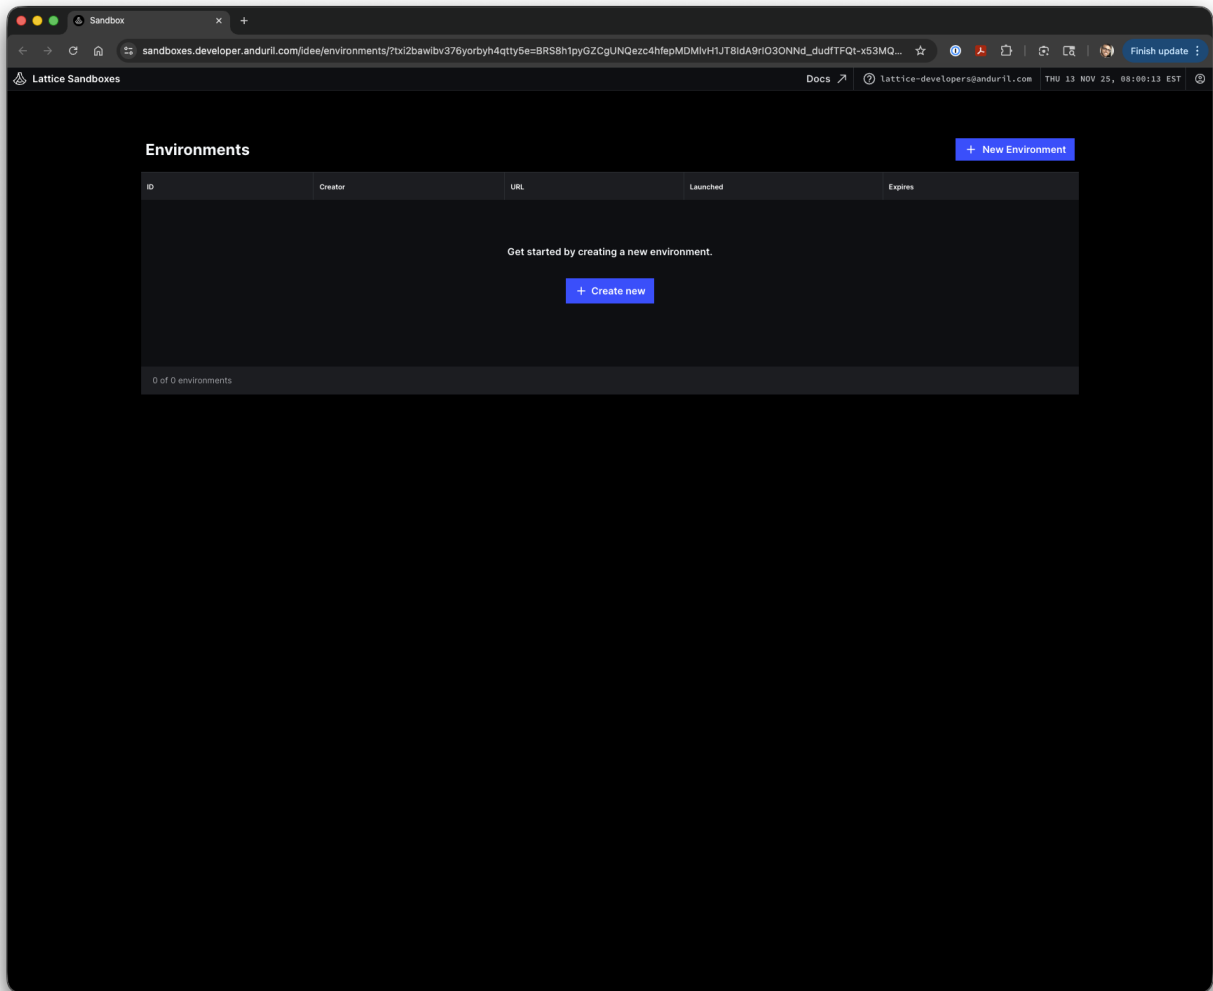 Sandbox
sandboxes.developer.anduril.com/idee/environments/?txi2bawibv376yorbyh4qtty5e=BRS8h1pyGZCgUNQezc4hfepMDMlvH1JT8IdA9rIO3ONNd_dudfTFQt-x53MQ...
Finish update
Lattice Sandboxes
Docs
lattice-developers@anduril.com
THU 13 NOV 25, 08:00:13 EST
Environments
+ New Environment
ID
Creator
URL
Launched
Expires
Get started by creating a new environment.
+ Create new
0 of 0 environments